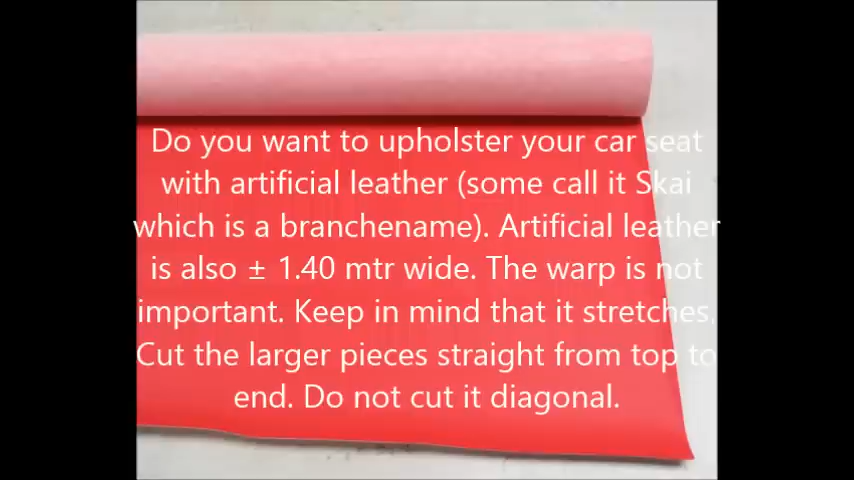 Do you want to upholster your car seat
with artificial leather (some call it Skai
which is a branchename). Artificial leather
is also ± 1.40 mtr wide. The warp is not
important. Keep in mind that it stretches.
Cut the larger pieces straight from top to
end. Do not cut it diagonal.